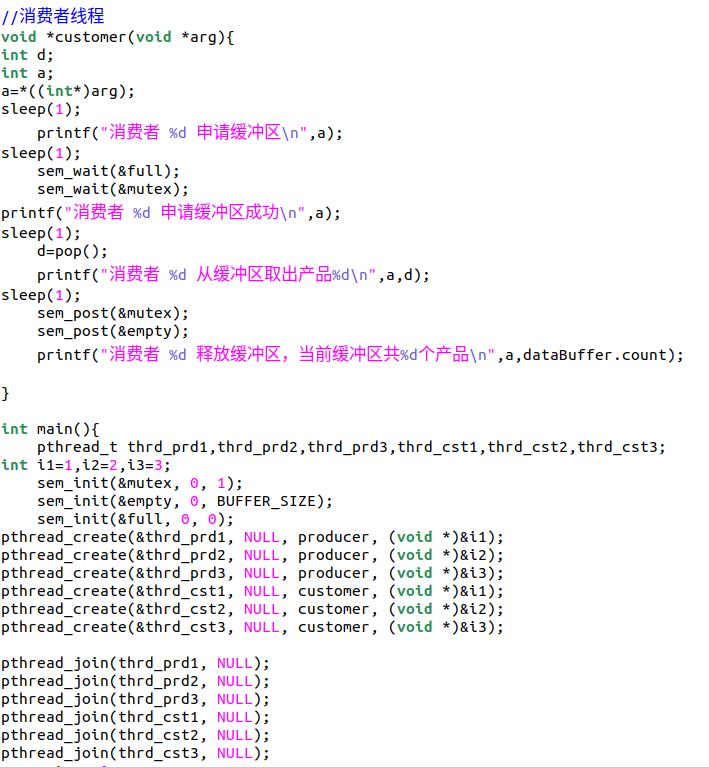 //消费者线程
void *customer(void *arg){
int d;
int a;
a=*((int*)arg);
sleep(1);
    printf("消费者 %d 申请缓冲区\n",a);
sleep(1);
    sem_wait(&full);
    sem_wait(&mutex);
printf("消费者 %d 申请缓冲区成功\n",a);
sleep(1);
    d=pop();
    printf("消费者 %d 从缓冲区取出产品%d\n",a,d);
sleep(1);
    sem_post(&mutex);
    sem_post(&empty);
    printf("消费者 %d 释放缓冲区，当前缓冲区共%d个产品\n",a,dataBuffer.count);

}

int main(){
    pthread_t thrd_prd1,thrd_prd2,thrd_prd3,thrd_cst1,thrd_cst2,thrd_cst3;
int i1=1,i2=2,i3=3;
    sem_init(&mutex, 0, 1);
    sem_init(&empty, 0, BUFFER_SIZE);
    sem_init(&full, 0, 0);
pthread_create(&thrd_prd1, NULL, producer, (void *)&i1);
pthread_create(&thrd_prd2, NULL, producer, (void *)&i2);
pthread_create(&thrd_prd3, NULL, producer, (void *)&i3);
pthread_create(&thrd_cst1, NULL, customer, (void *)&i1);
pthread_create(&thrd_cst2, NULL, customer, (void *)&i2);
pthread_create(&thrd_cst3, NULL, customer, (void *)&i3);

pthread_join(thrd_prd1, NULL);
pthread_join(thrd_prd2, NULL);
pthread_join(thrd_prd3, NULL);
pthread_join(thrd_cst1, NULL);
pthread_join(thrd_cst2, NULL);
pthread_join(thrd_cst3, NULL);